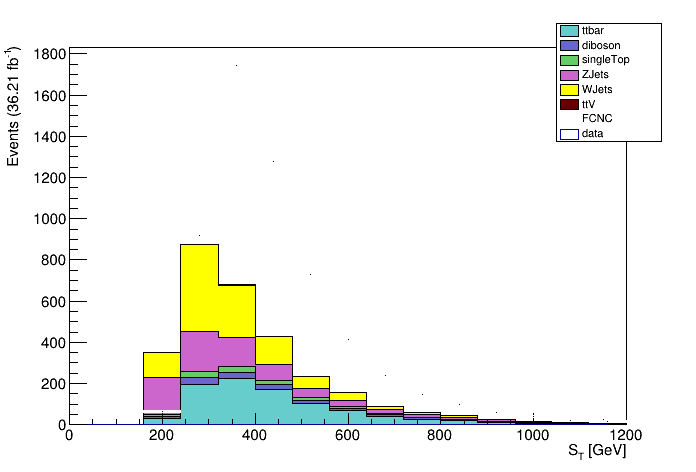 ttbar
diboson
singleTop
ZJets
WJets
ttV
FCNC
data
Events (36.21 fb⁻¹)
1800
1600
1400
1200
1000
800
600
400
200
0
0 200 400 600 800 1000 1200
S_T [GeV]